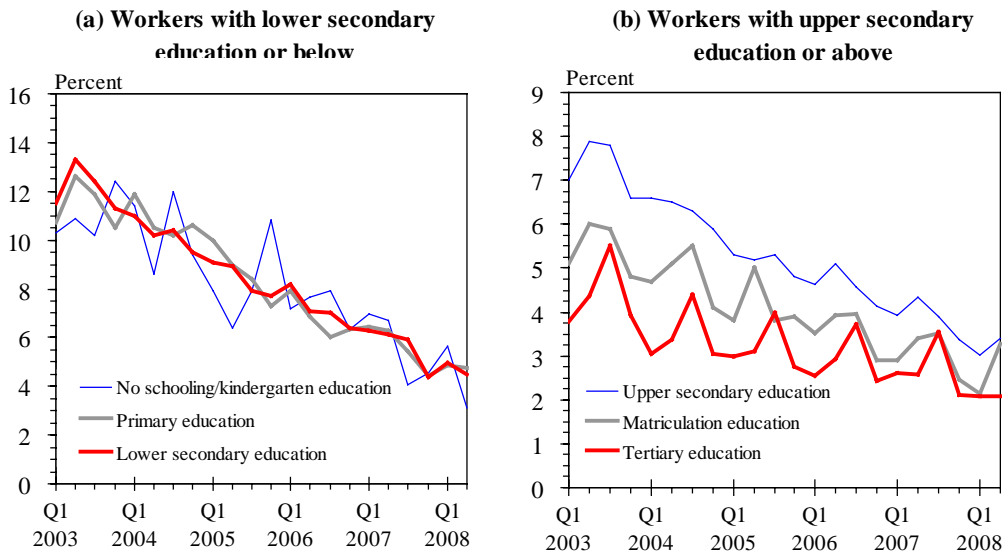 (a) Workers with lower secondary
education or below
Percent
16
14
12
10
8
6
4
2
0
No schooling/kindergarten education
Primary education
Lower secondary education
Q1 Q1 Q1 Q1 Q1 Q1
2003 2004 2005 2006 2007 2008
(b) Workers with upper secondary
education or above
Percent
9
8
7
6
5
4
3
2
1
0
Upper secondary education
Matriculation education
Tertiary education
Q1 Q1 Q1 Q1 Q1 Q1
2003 2004 2005 2006 2007 2008